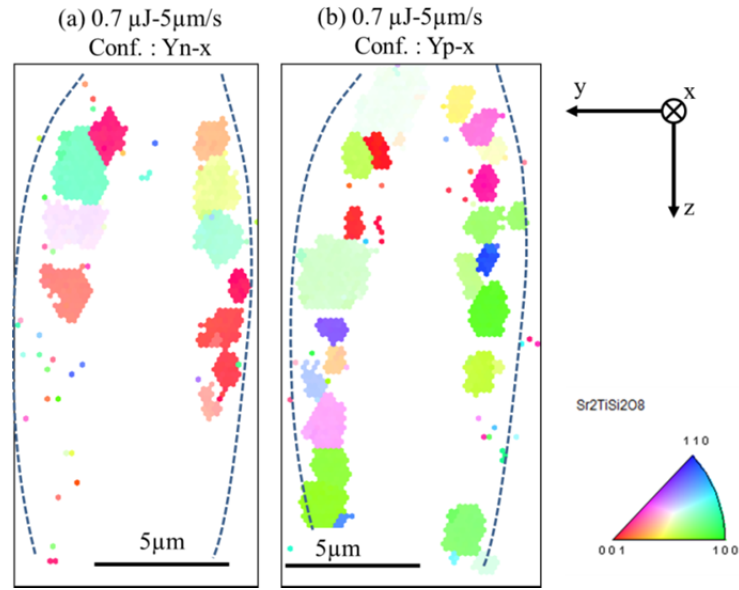 (a) 0.7 µJ-5µm/s
Conf. : Yn-x
(b) 0.7 µJ-5µm/s
Conf. : Yp-x
y
x
z
5µm
5µm
Sr2TiSi2O8
110
001
100